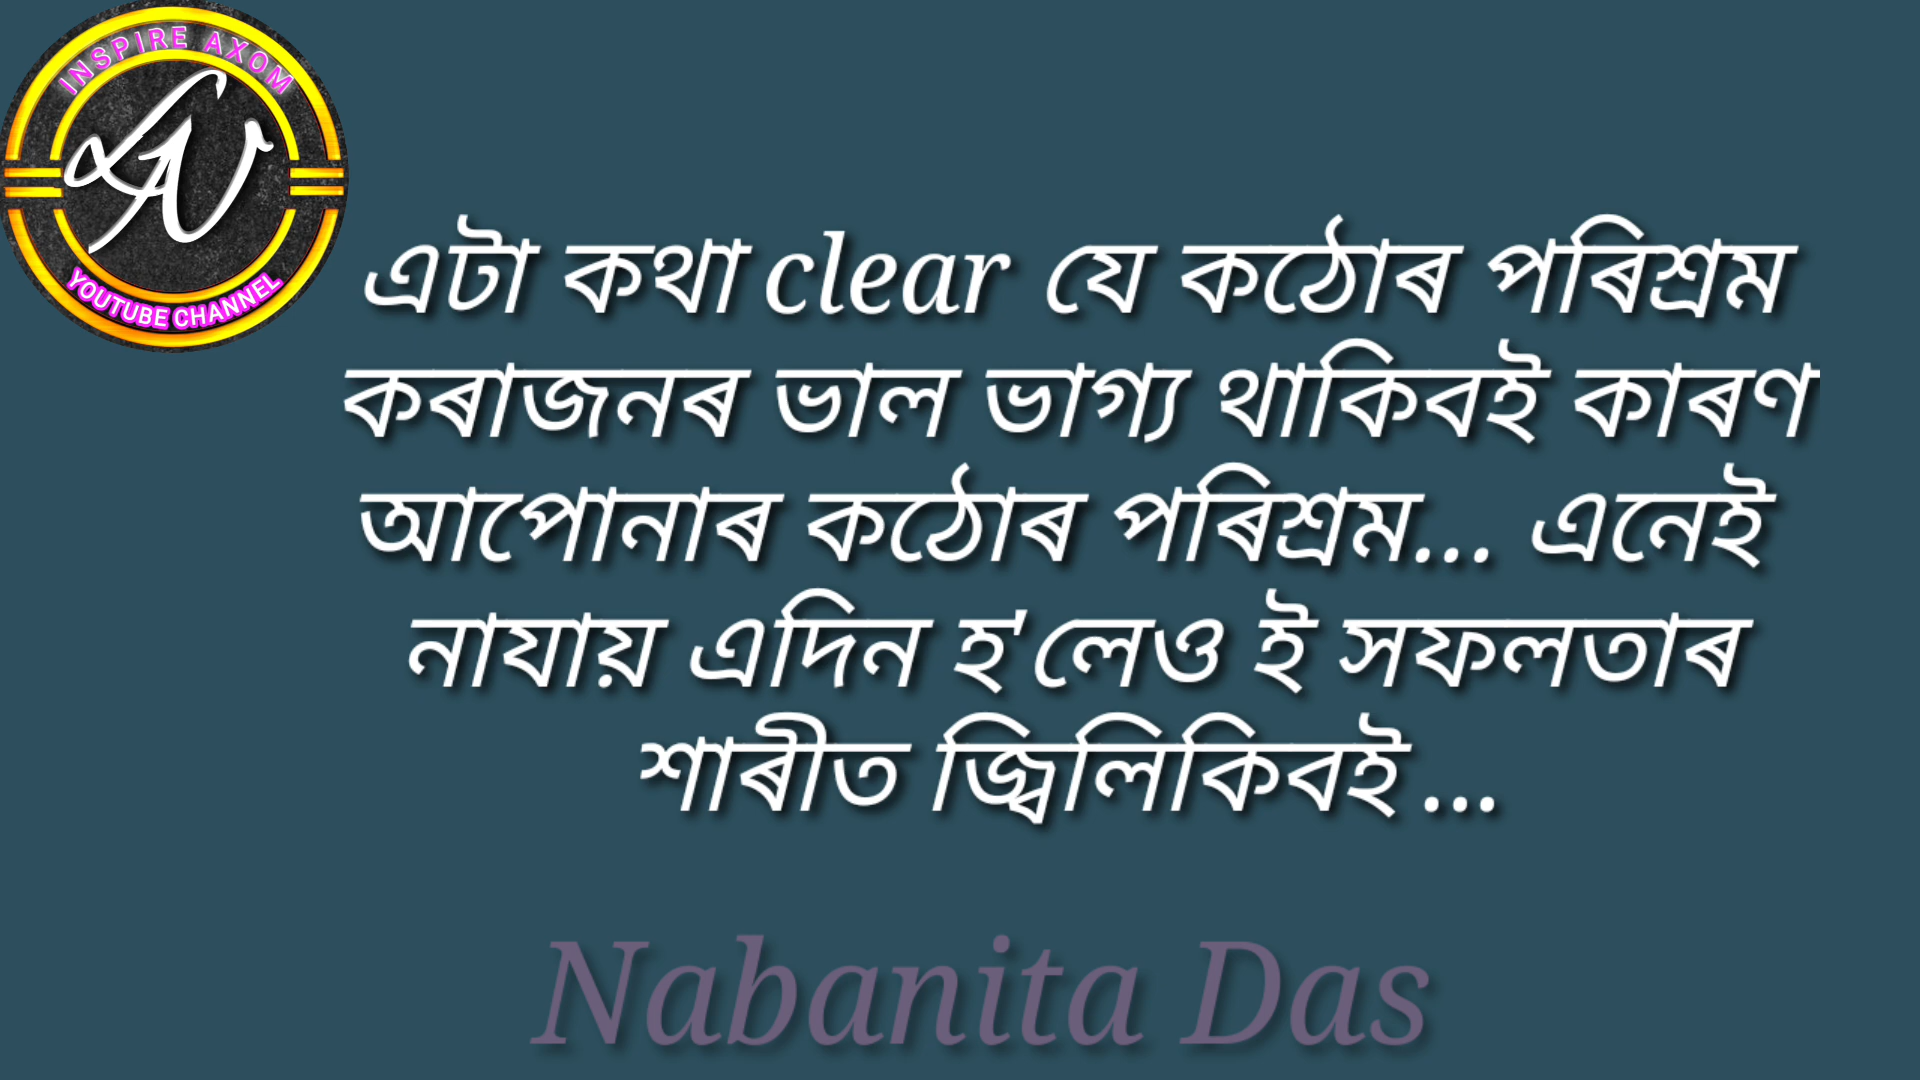 INSPIRE AXOM
YOUTUBE CHANNEL
এটা কথা clear যে কঠোৰ পৰিশ্ৰম
কৰাজনৰ ভাল ভাগ্য থাকিবই কাৰণ
আপোনাৰ কঠোৰ পৰিশ্ৰম... এনেই
নাযায় এদিন হ'লেও ই সফলতাৰ
শাৰীত জ্বিলিকিবই ...
Nabanita Das